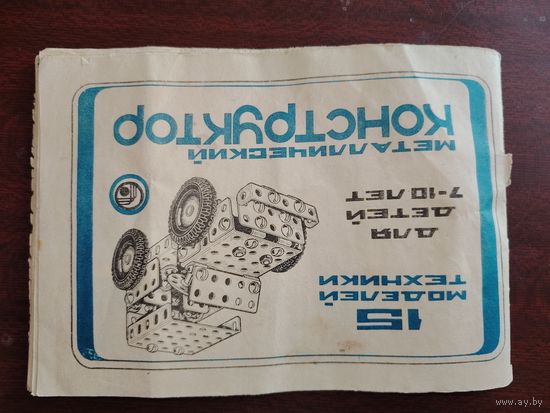 15
МОДЕЛЕЙ
ТЕХНИКИ
ДЛЯ
ДЕТЕЙ
7-10 ЛЕТ
МЕТАЛЛИЧЕСКИЙ
КОНСТРУКТОР
www.ay.by